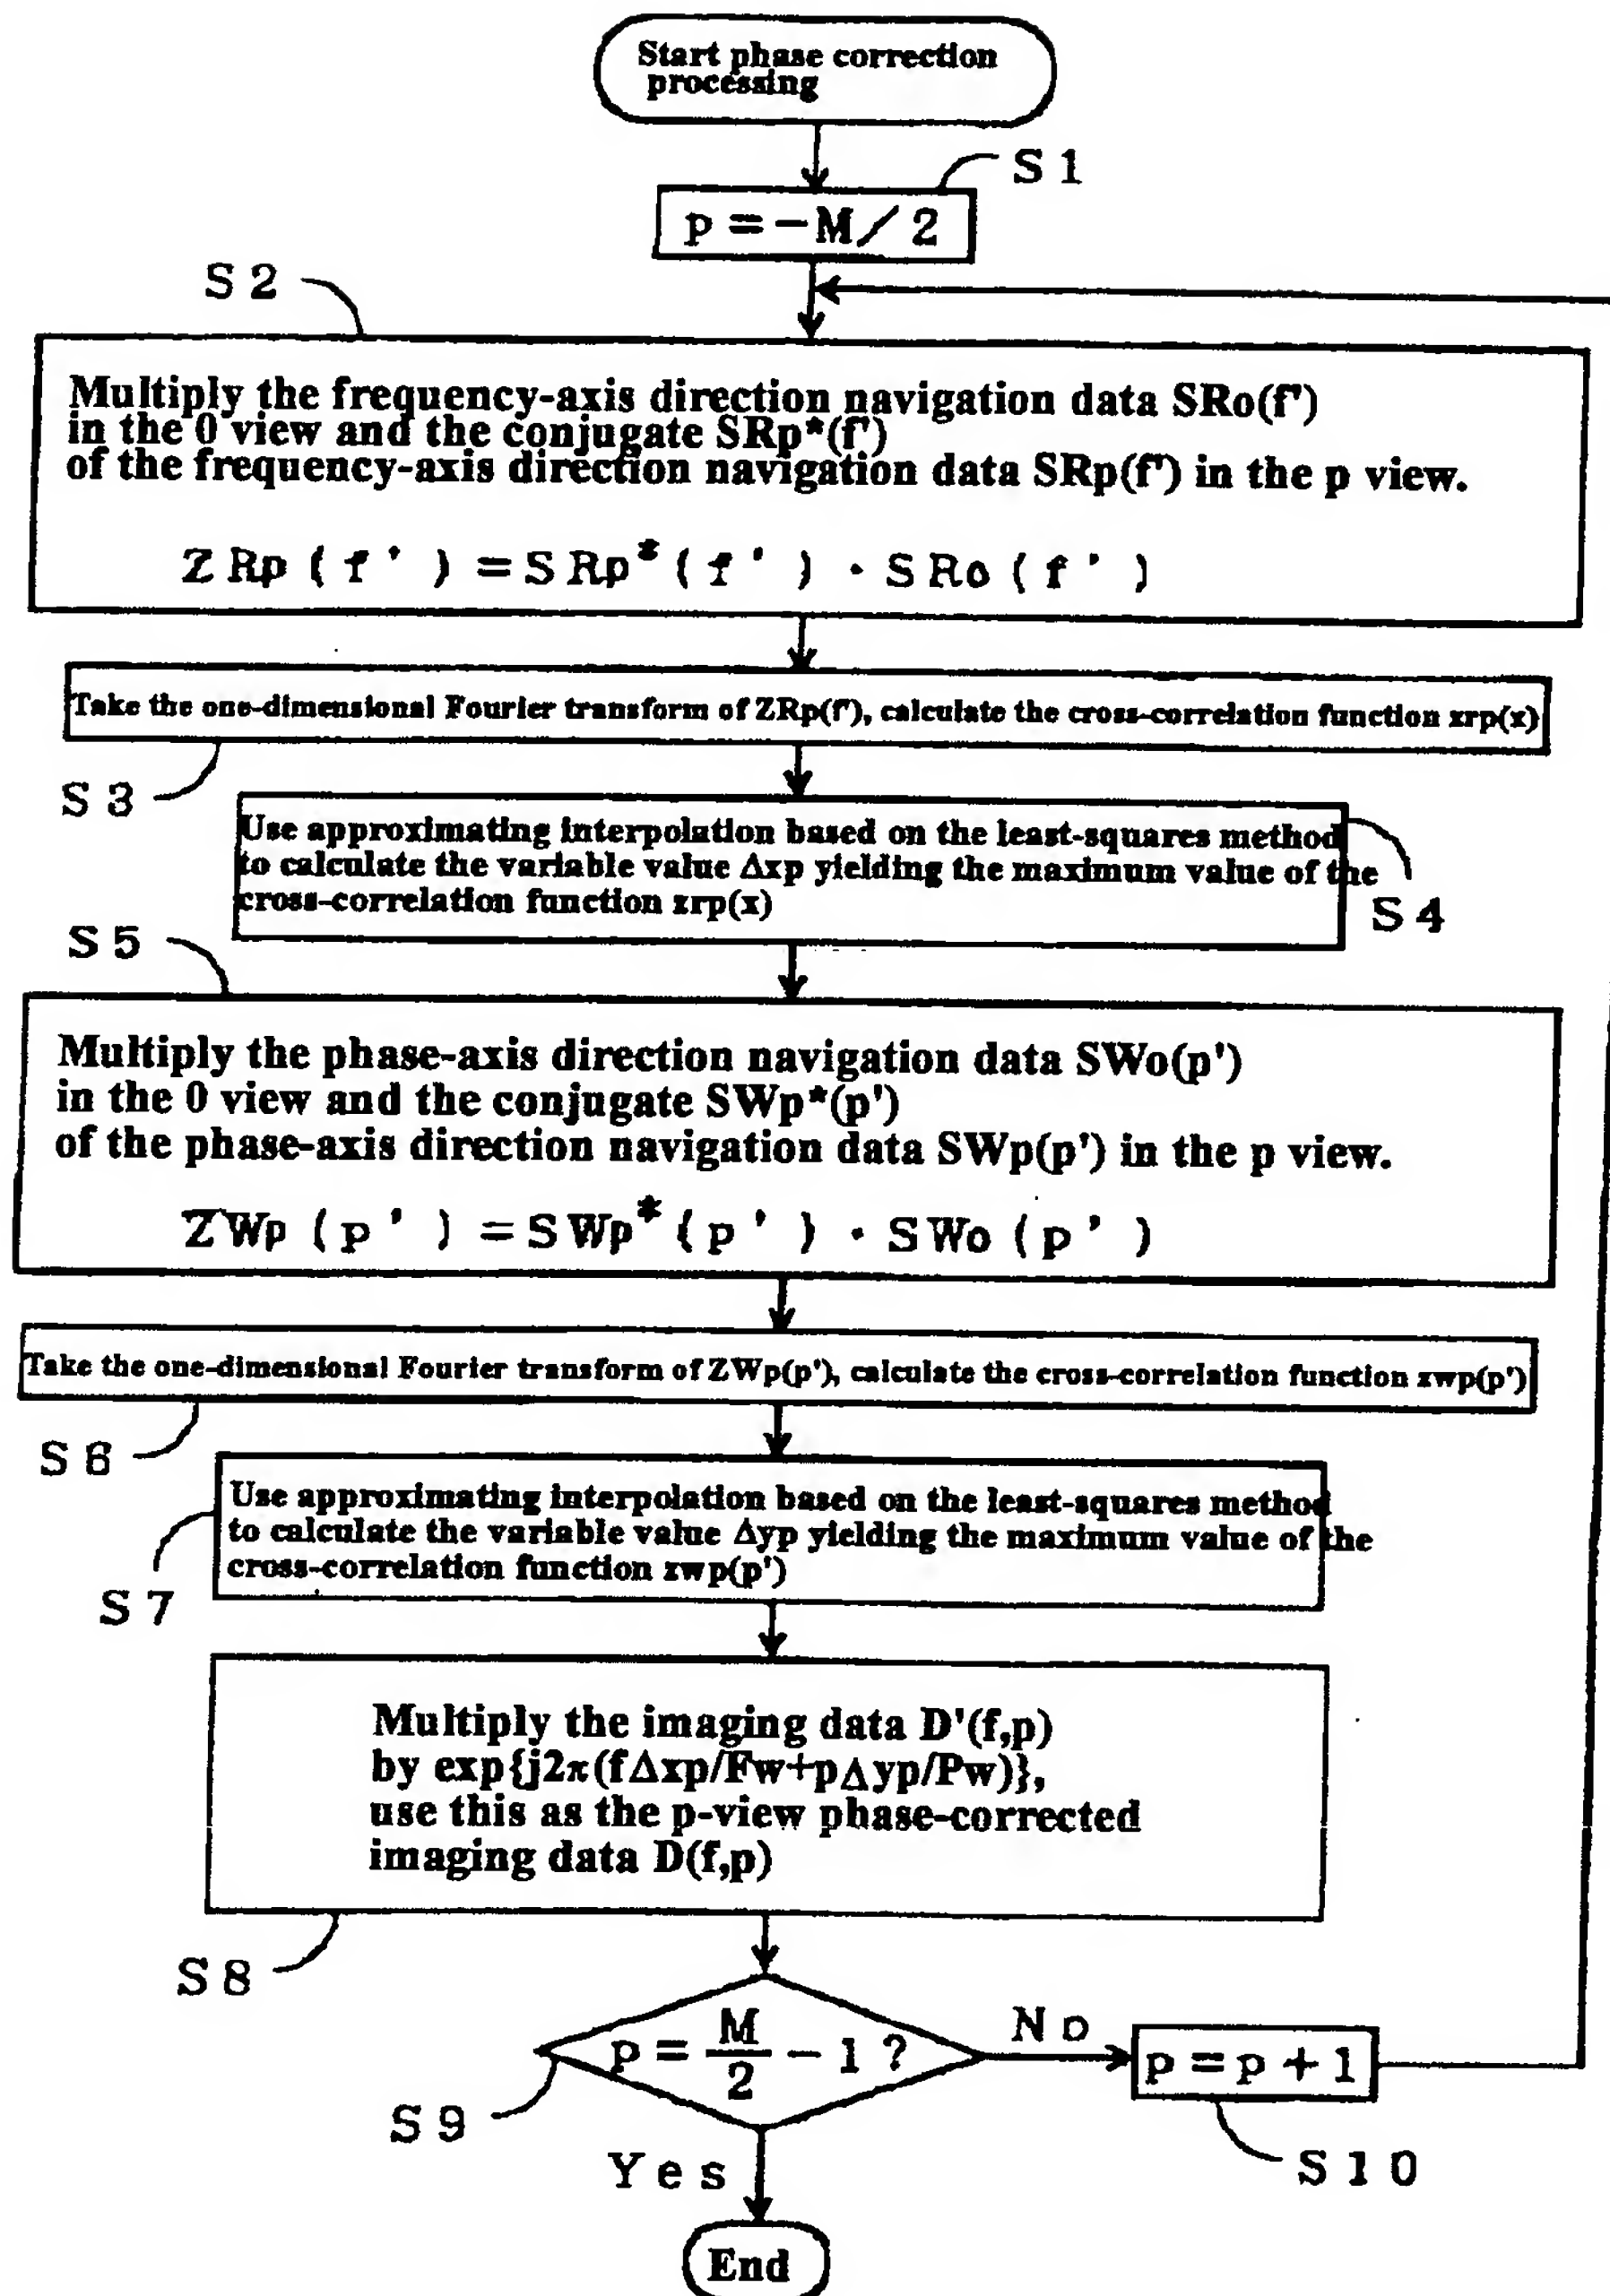 Start phase correction
processing
S1
p=-M/2
S2
Multiply the frequency-axis direction navigation data SRo(f')
in the 0 view and the conjugate SRp*(f')
of the frequency-axis direction navigation data SRp(f') in the p view.
ZRp(f')=SRp*(f')·SRo(f')
Take the one-dimensional Fourier transform of ZRp(f'), calculate the cross-correlation function zrp(x)
S3
Use approximating interpolation based on the least-squares method
to calculate the variable value Δxp yielding the maximum value of the
cross-correlation function zrp(x)
S4
S5
Multiply the phase-axis direction navigation data SWo(p')
in the 0 view and the conjugate SWp*(p')
of the phase-axis direction navigation data SWp(p') in the p view.
ZWp(p')=SWp*(p')·SWo(p')
Take the one-dimensional Fourier transform of ZWp(p'), calculate the cross-correlation function zwp(p')
S6
Use approximating interpolation based on the least-squares method
to calculate the variable value Δyp yielding the maximum value of the
cross-correlation function zwp(p')
S7
Multiply the imaging data D'(f,p)
by exp{j2π(fΔxp/Fw+pΔyp/Pw)},
use this as the p-view phase-corrected
imaging data D(f,p)
S8
p=M/2-1?
No
p=p+1
S9
Yes
S10
End